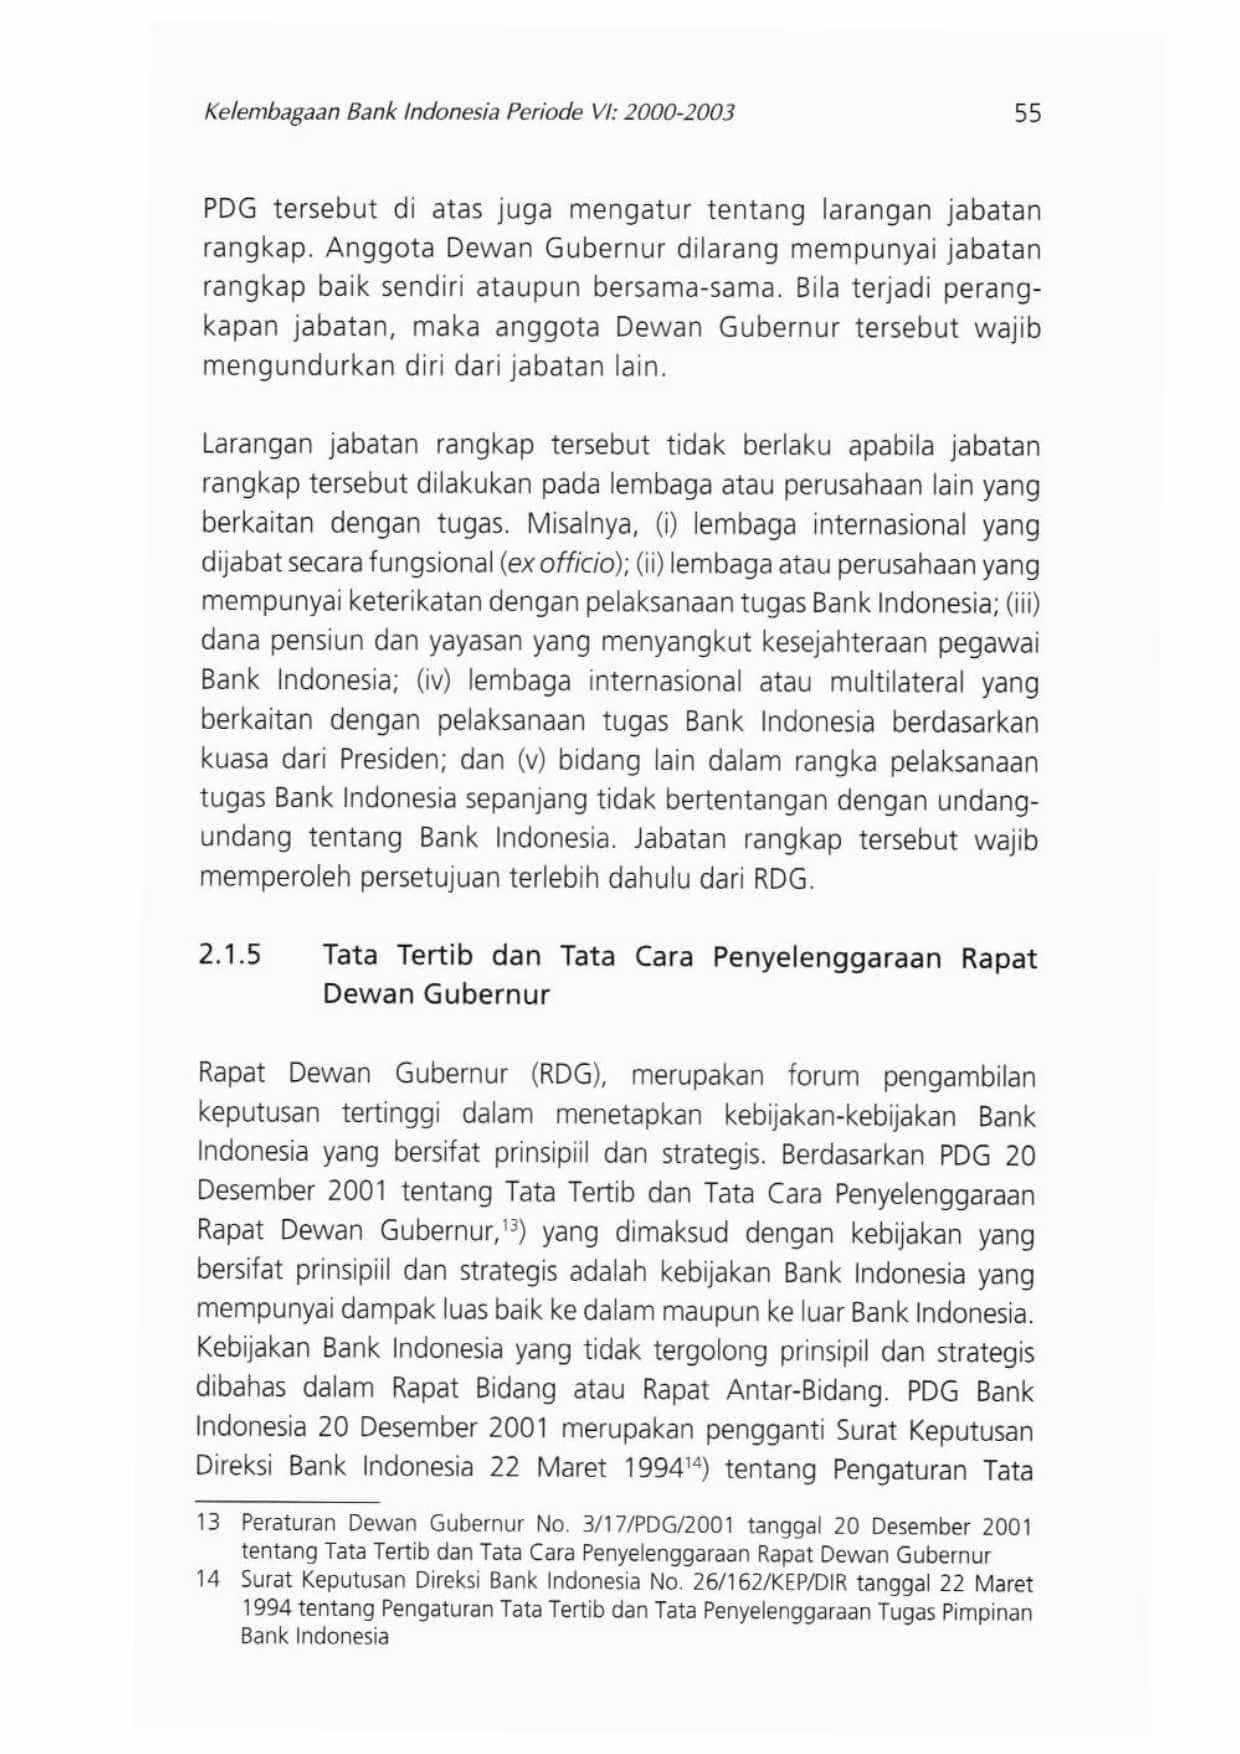 Kelembagaan Bank Indonesia Periode VI: 2000-2003 55
PDG tersebut di atas juga mengatur tentang larangan jabatan
rangkap. Anggota Dewan Gubernur dilarang mempunyai jabatan
rangkap baik sendiri ataupun bersama-sama. Bila terjadi perang-
kapan jabatan, maka anggota Dewan Gubernur tersebut wajib
mengundurkan diri dari jabatan lain.
Larangan jabatan rangkap tersebut tidak berlaku apabila jabatan
rangkap tersebut dilakukan pada lembaga atau perusahaan lain yang
berkaitan dengan tugas. Misalnya, (i) lembaga internasional yang
dijabat secara fungsional (ex officio); (ii) lembaga atau perusahaan yang
mempunyai keterikatan dengan pelaksanaan tugas Bank Indonesia; (iii)
dana pensiun dan yayasan yang menyangkut kesejahteraan pegawai
Bank Indonesia; (iv) lembaga internasional atau multilateral yang
berkaitan dengan pelaksanaan tugas Bank Indonesia berdasarkan
kuasa dari Presiden; dan (v) bidang lain dalam rangka pelaksanaan
tugas Bank Indonesia sepanjang tidak bertentangan dengan undang-
undang tentang Bank Indonesia. Jabatan rangkap tersebut wajib
memperoleh persetujuan terlebih dahulu dari RDG.
2.1.5 Tata Tertib dan Tata Cara Penyelenggaraan Rapat
Dewan Gubernur
Rapat Dewan Gubernur (RDG), merupakan forum pengambilan
keputusan tertinggi dalam menetapkan kebijakan-kebijakan Bank
Indonesia yang bersifat prinsipiil dan strategis. Berdasarkan PDG 20
Desember 2001 tentang Tata Tertib dan Tata Cara Penyelenggaraan
Rapat Dewan Gubernur,¹³) yang dimaksud dengan kebijakan yang
bersifat prinsipiil dan strategis adalah kebijakan Bank Indonesia yang
mempunyai dampak luas baik ke dalam maupun ke luar Bank Indonesia.
Kebijakan Bank Indonesia yang tidak tergolong prinsipil dan strategis
dibahas dalam Rapat Bidang atau Rapat Antar-Bidang. PDG Bank
Indonesia 20 Desember 2001 merupakan pengganti Surat Keputusan
Direksi Bank Indonesia 22 Maret 1994¹⁴) tentang Pengaturan Tata
13 Peraturan Dewan Gubernur No. 3/17/PDG/2001 tanggal 20 Desember 2001
tentang Tata Tertib dan Tata Cara Penyelenggaraan Rapat Dewan Gubernur
14 Surat Keputusan Direksi Bank Indonesia No. 26/162/KEP/DIR tanggal 22 Maret
1994 tentang Pengaturan Tata Tertib dan Tata Penyelenggaraan Tugas Pimpinan
Bank Indonesia